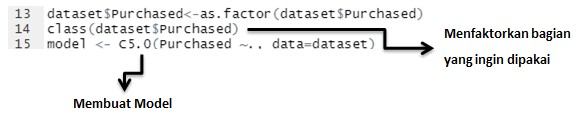 13 dataset$Purchased<-as.factor(dataset$Purchased)
14 class(dataset$Purchased)
15 model <- C5.0(Purchased ~., data=dataset)
Menfaktorkan bagian
yang ingin dipakai
Membuat Model